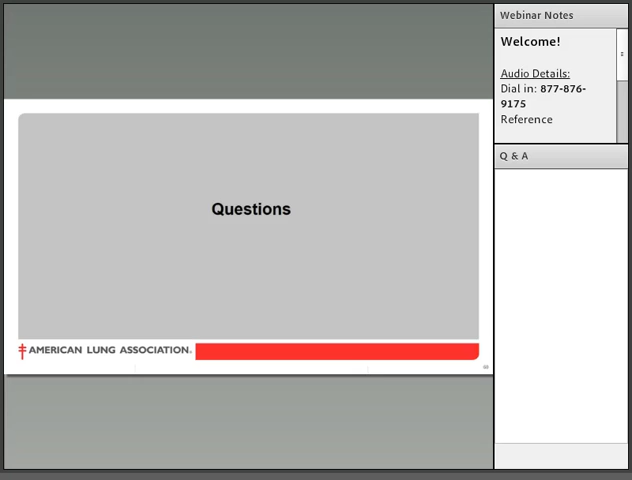 Webinar Notes
Welcome!
Audio Details:
Dial in: 877-876-
9175
Reference
Q & A
Questions
AMERICAN LUNG ASSOCIATION.